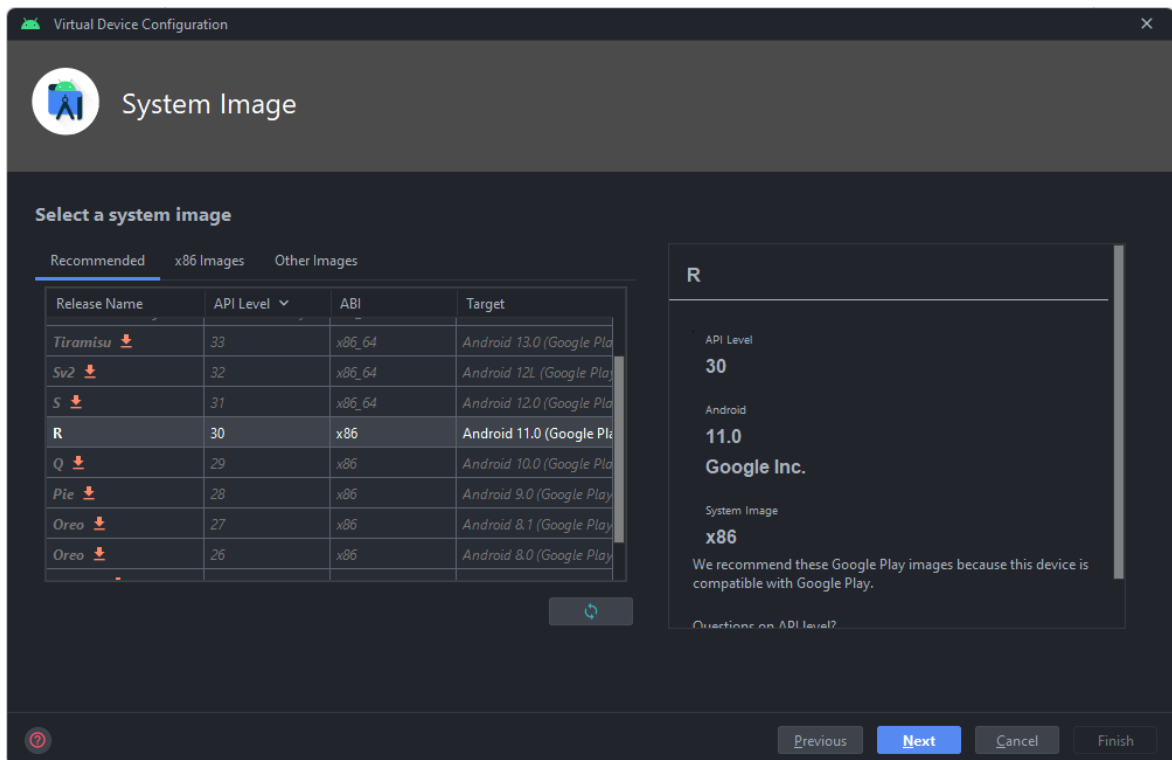 Virtual Device Configuration
System Image
Select a system image
Recommended x86 Images Other Images
Release Name API Level ABI Target
Tiramisu 33 x86_64 Android 13.0 (Google Pla
Sv2 32 x86_64 Android 12L (Google Play
S 31 x86_64 Android 12.0 (Google Pla
R 30 x86 Android 11.0 (Google Pla
Q 29 x86 Android 10.0 (Google Pla
Pie 28 x86 Android 9.0 (Google Play
Oreo 27 x86 Android 8.1 (Google Play
Oreo 26 x86 Android 8.0 (Google Play
R
API Level
30
Android
11.0
Google Inc.
System Image
x86
We recommend these Google Play images because this device is
compatible with Google Play.
Questions on API level?
Previous Next Cancel Finish